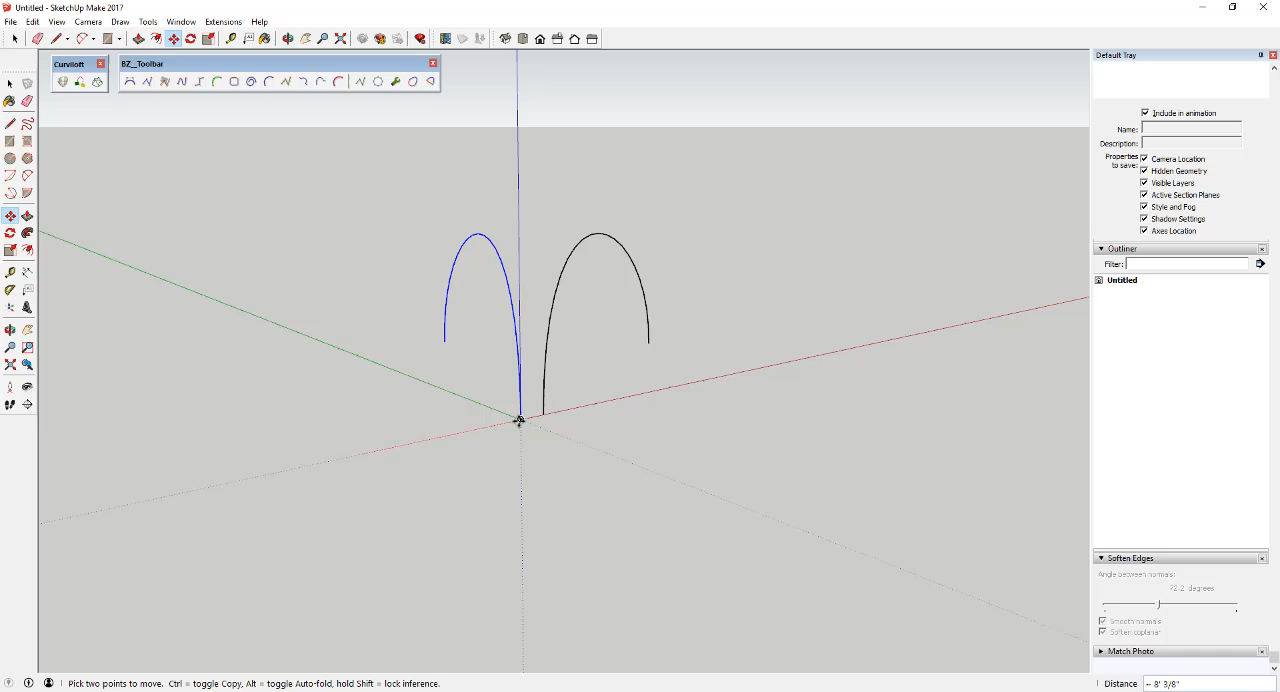 Untitled - SketchUp Make 2017
File Edit View Camera Draw Tools Window Extensions Help
Curviloft
BZ__Toolbar
Default Tray
Include in animation
Name:
Description:
Properties to save:
Camera Location
Hidden Geometry
Visible Layers
Active Section Planes
Style and Fog
Shadow Settings
Axes Location
Outliner
Filter:
Untitled
Soften Edges
Angle between normals:
72.2 degrees
Smooth normals
Soften coplanar
Match Photo
Pick two points to move. Ctrl = toggle Copy, Alt = toggle Auto-fold, hold Shift = lock inference.
Distance ~ 8' 3/8"